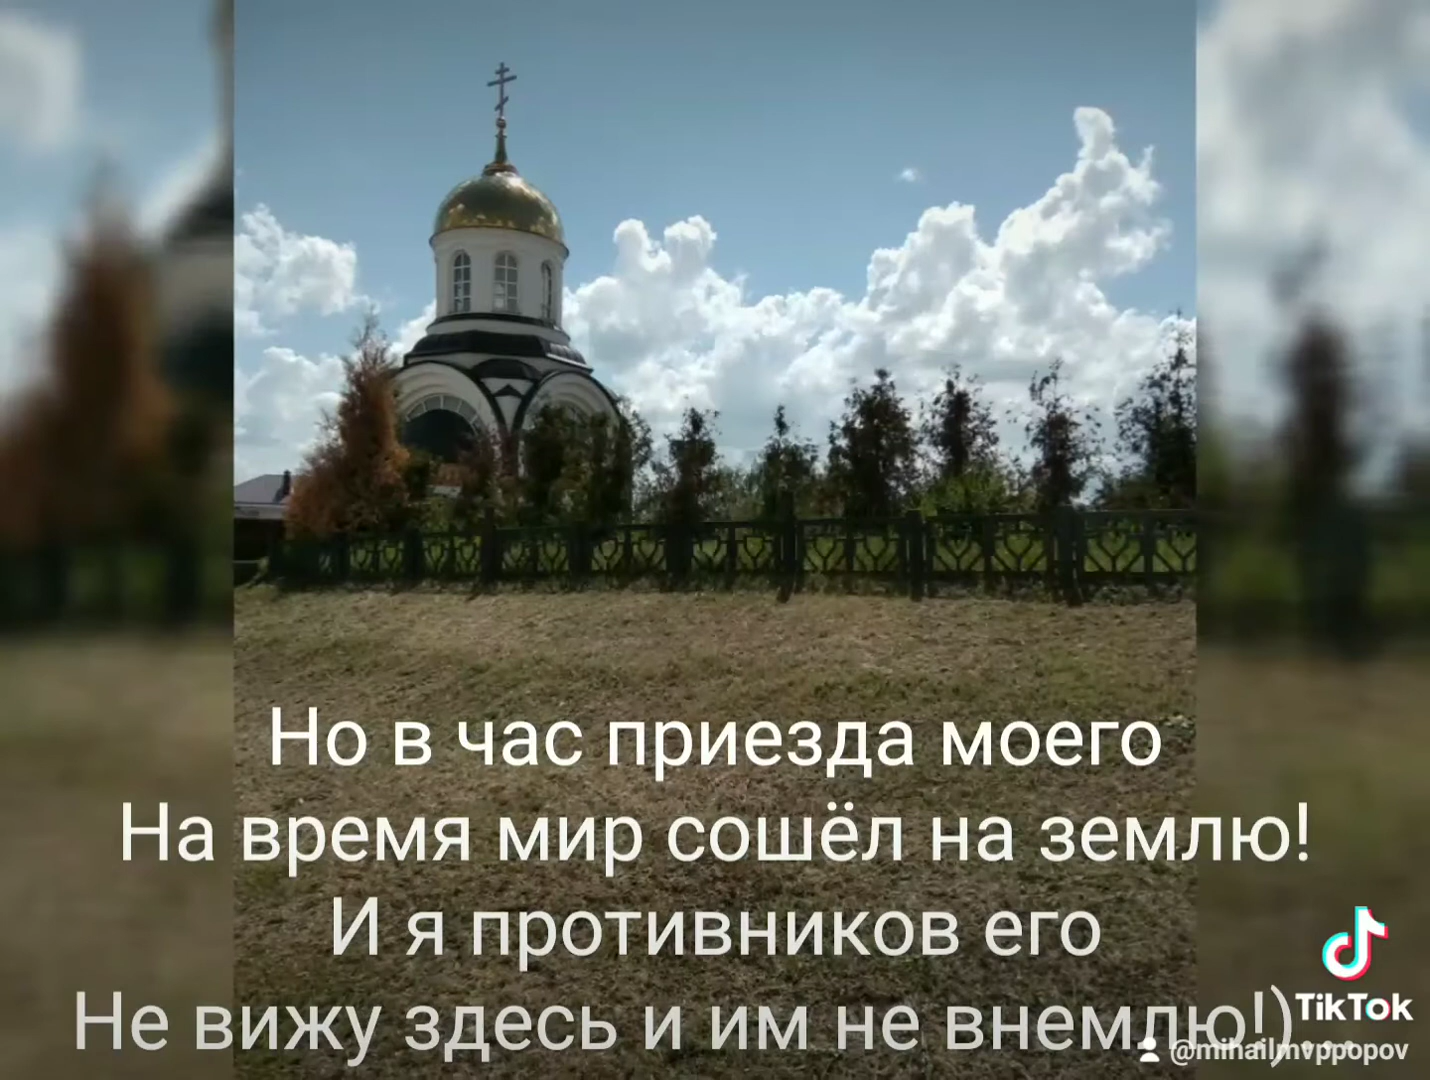 Но в час приезда моего
На время мир сошёл на землю!
И я противников его
Не вижу здесь и им не внемлю!)...
TikTok
@mihailmvppopov